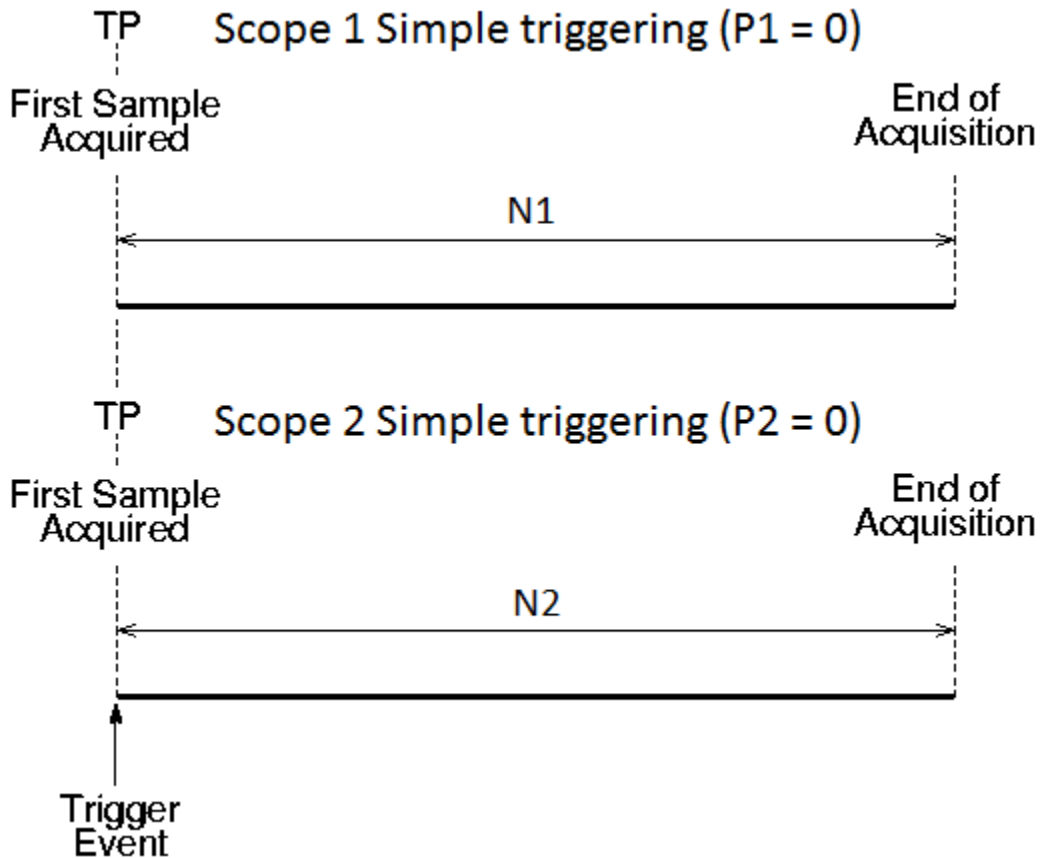 TP Scope 1 Simple triggering (P1 = 0)
First Sample
Acquired
End of
Acquisition
N1
TP Scope 2 Simple triggering (P2 = 0)
First Sample
Acquired
End of
Acquisition
N2
Trigger
Event